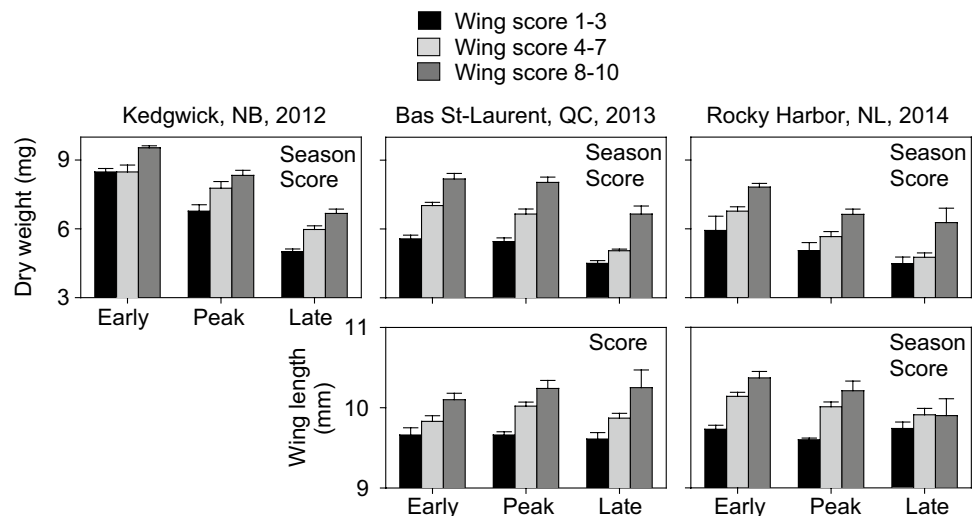 Wing score 1-3
Wing score 4-7
Wing score 8-10
Kedgwick, NB, 2012
Bas St-Laurent, QC, 2013
Rocky Harbor, NL, 2014
Dry weight (mg)
9
6
3
Season
Score
Season
Score
Season
Score
Early
Peak
Late
Wing length
(mm)
11
10
9
Score
Season
Score
Early
Peak
Late
Early
Peak
Late